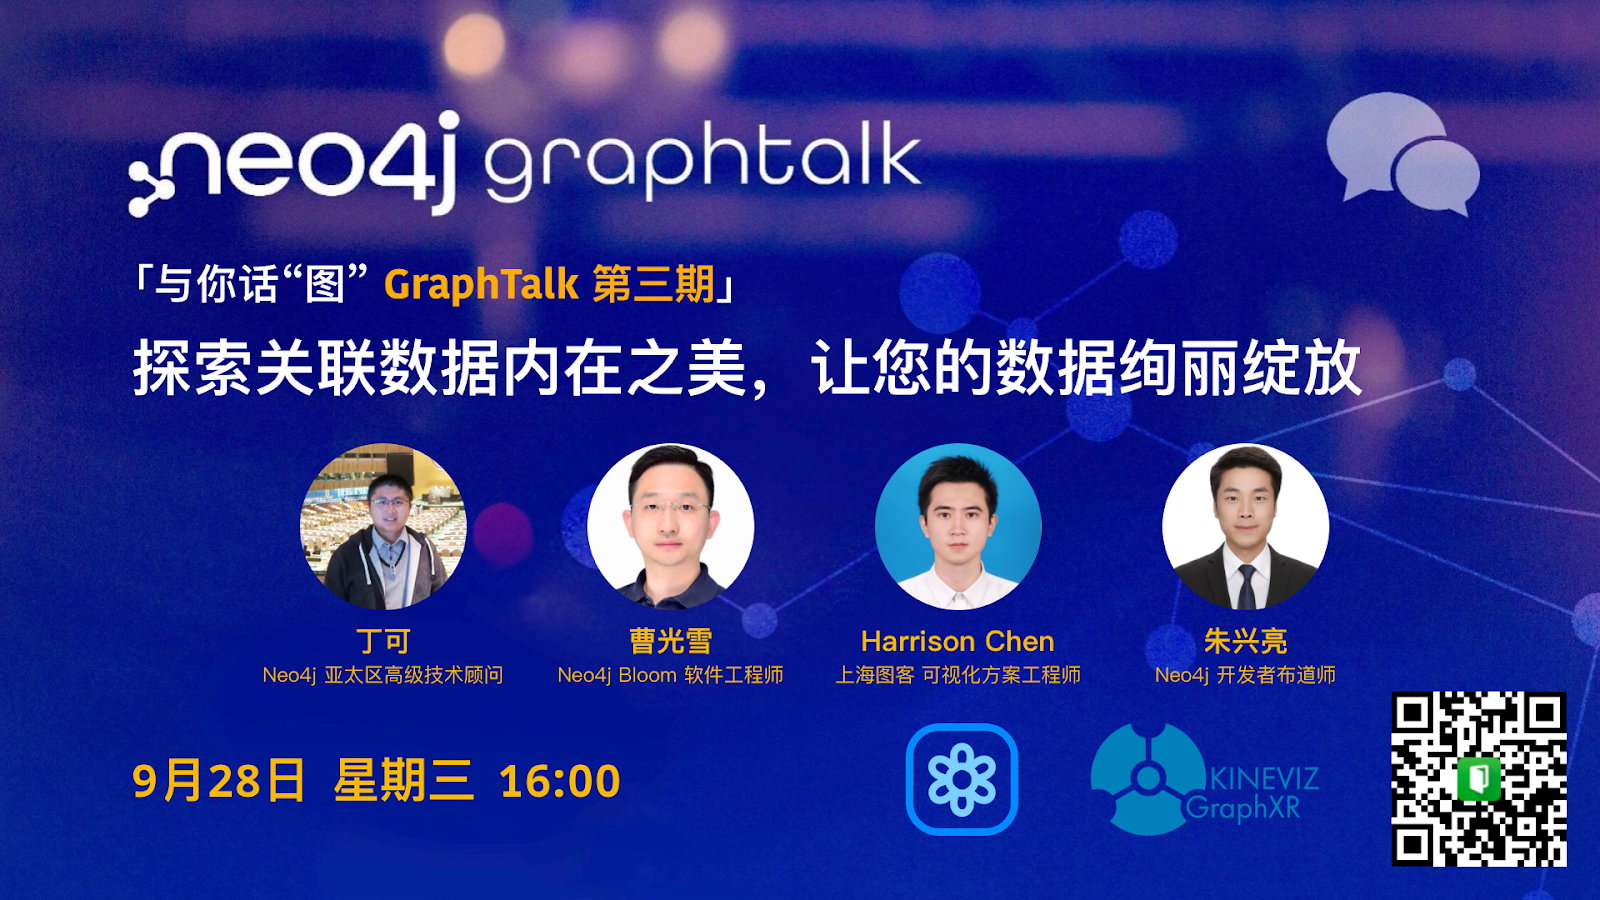 neo4j graphtalk
「与你话“图” GraphTalk 第三期」
探索关联数据内在之美，让您的数据绚丽绽放
丁可
Neo4j 亚太区高级技术顾问
曹光雪
Neo4j Bloom 软件工程师
Harrison Chen
上海图客 可视化方案工程师
朱兴亮
Neo4j 开发者布道师
9月28日 星期三 16:00
KINEVIZ
GraphXR